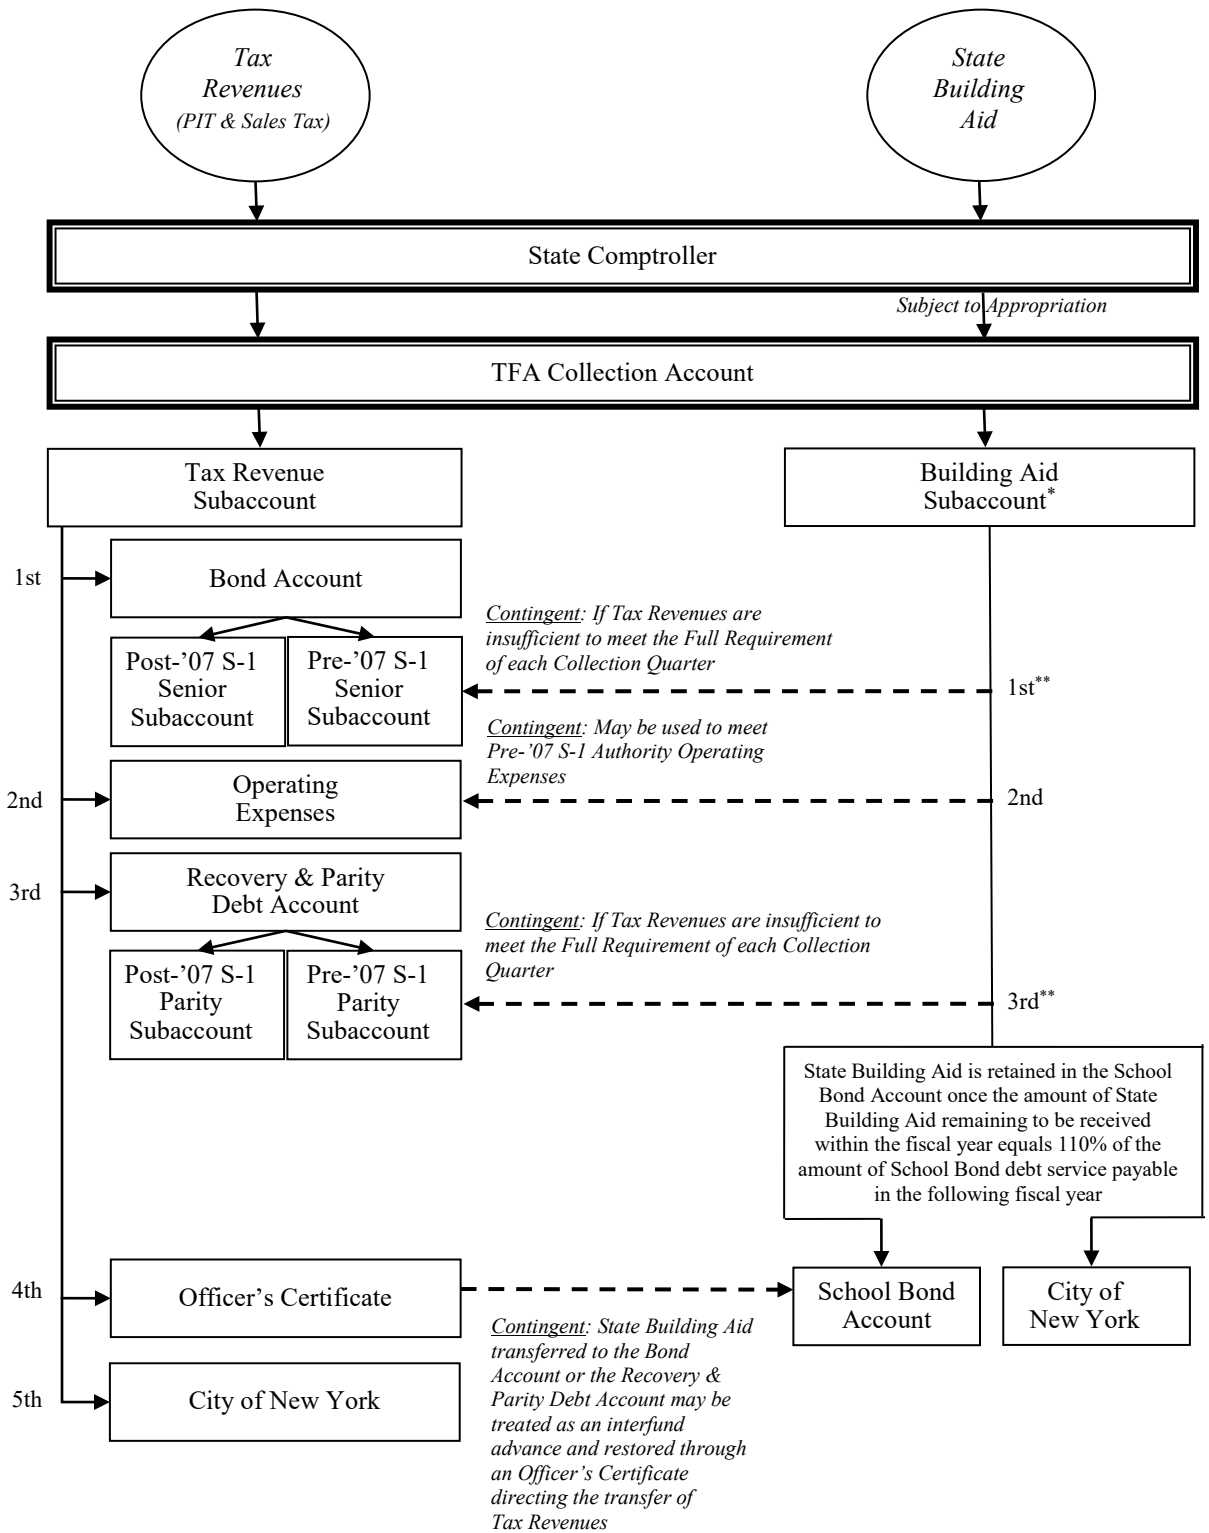 Tax
Revenues
(PIT & Sales Tax)
State
Building
Aid
State Comptroller
Subject to Appropriation
TFA Collection Account
Tax Revenue
Subaccount
Building Aid
Subaccount*
1st
Bond Account
Post-’07 S-1
Senior
Subaccount
Pre-’07 S-1
Senior
Subaccount
Contingent: If Tax Revenues are
insufficient to meet the Full Requirement
of each Collection Quarter
1st**
Contingent: May be used to meet
Pre-’07 S-1 Authority Operating
Expenses
2nd
Operating
Expenses
2nd
3rd
Recovery & Parity
Debt Account
Post-’07 S-1
Parity
Subaccount
Pre-’07 S-1
Parity
Subaccount
Contingent: If Tax Revenues are insufficient to
meet the Full Requirement of each Collection
Quarter
3rd**
State Building Aid is retained in the School
Bond Account once the amount of State
Building Aid remaining to be received
within the fiscal year equals 110% of the
amount of School Bond debt service payable
in the following fiscal year
4th
Officer’s Certificate
School Bond
Account
City of
New York
Contingent: State Building Aid
transferred to the Bond
Account or the Recovery &
Parity Debt Account may be
treated as an interfund
advance and restored through
an Officer’s Certificate
directing the transfer of
Tax Revenues
5th
City of New York